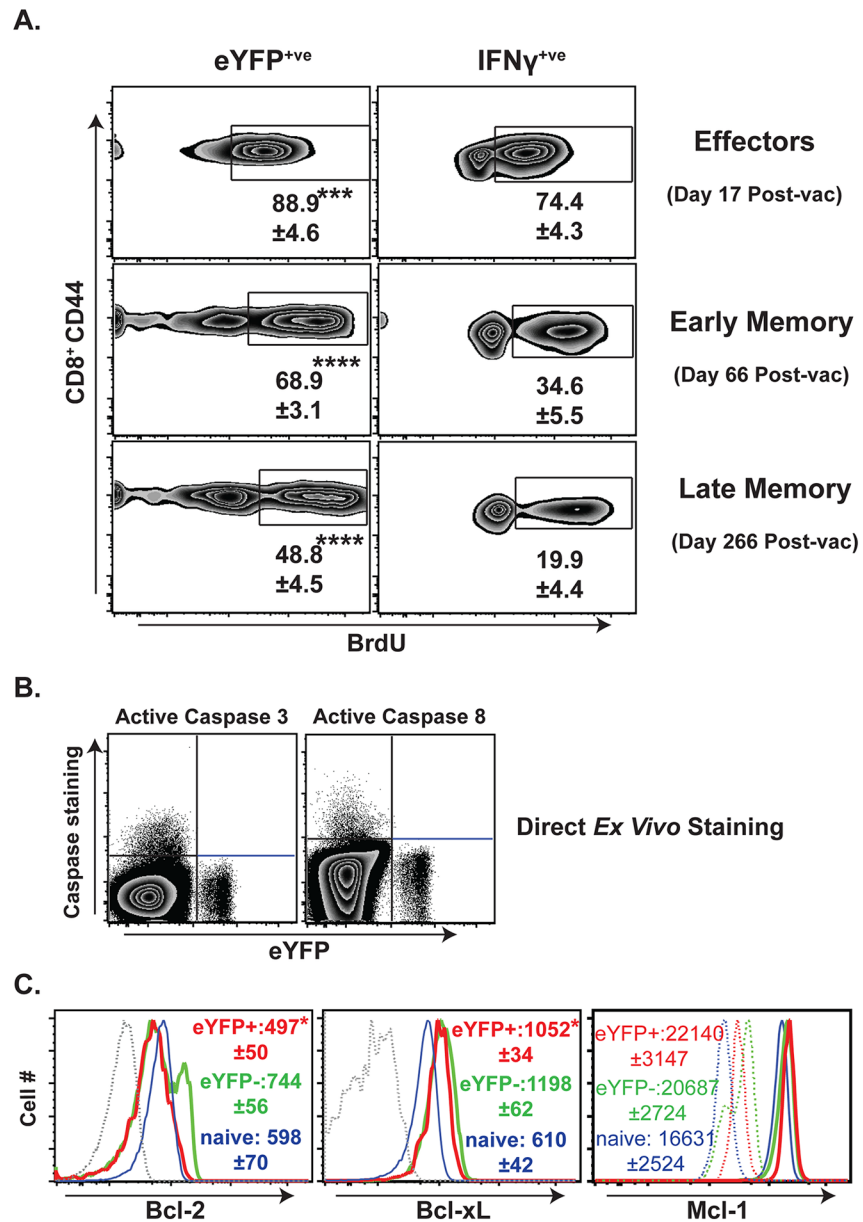 A.
eYFP+ve
IFNγ+ve
88.9***
±4.6
74.4
±4.3
Effectors
(Day 17 Post-vac)
****
68.9
±3.1
34.6
±5.5
Early Memory
(Day 66 Post-vac)
****
48.8
±4.5
19.9
±4.4
Late Memory
(Day 266 Post-vac)
CD8+ CD44
BrdU
B.
Active Caspase 3
Active Caspase 8
Caspase staining
Direct Ex Vivo Staining
eYFP
C.
Cell #
eYFP+:497*
±50
eYFP-:744
±56
naive: 598
±70
Bcl-2
eYFP+:1052*
±34
eYFP-:1198
±62
naive: 610
±42
Bcl-xL
eYFP+:22140
±3147
eYFP-:20687
±2724
naive: 16631
±2524
Mcl-1